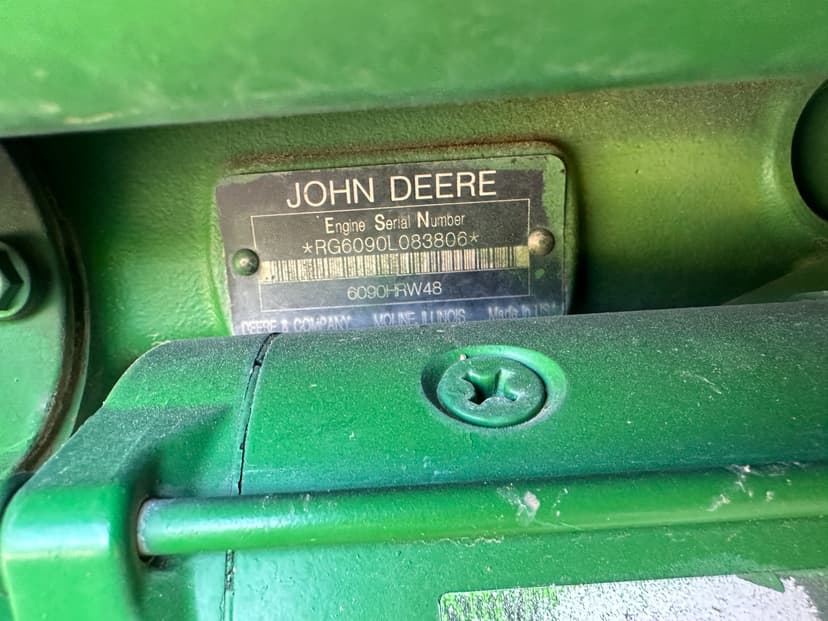 JOHN DEERE
Engine Serial Number
*RG6090L083806*
6090HRW48
DEERE & COMPANY MOLINE, ILLINOIS Made in USA